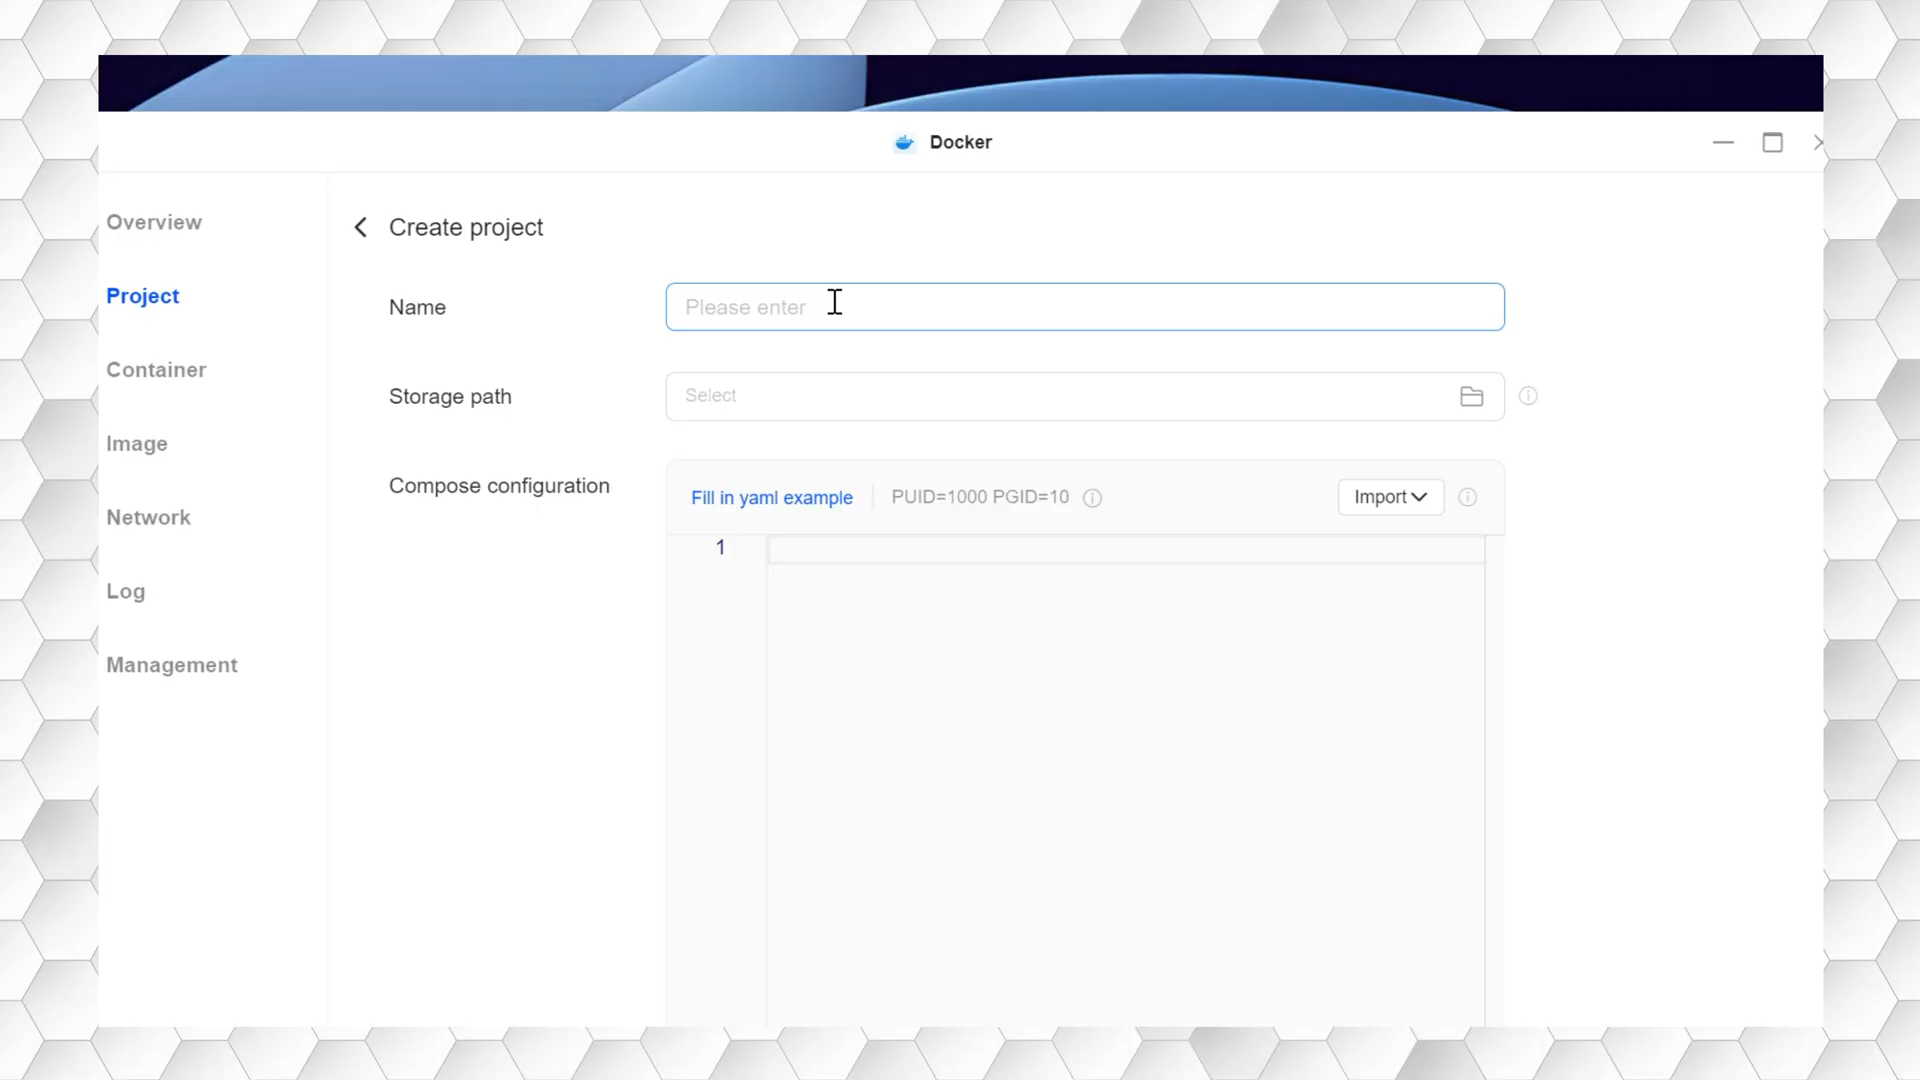 Docker
Overview
Project
Container
Image
Network
Log
Management
Create project
Name
Please enter
Storage path
Select
Compose configuration
Fill in yaml example
PUID=1000 PGID=10
Import
1